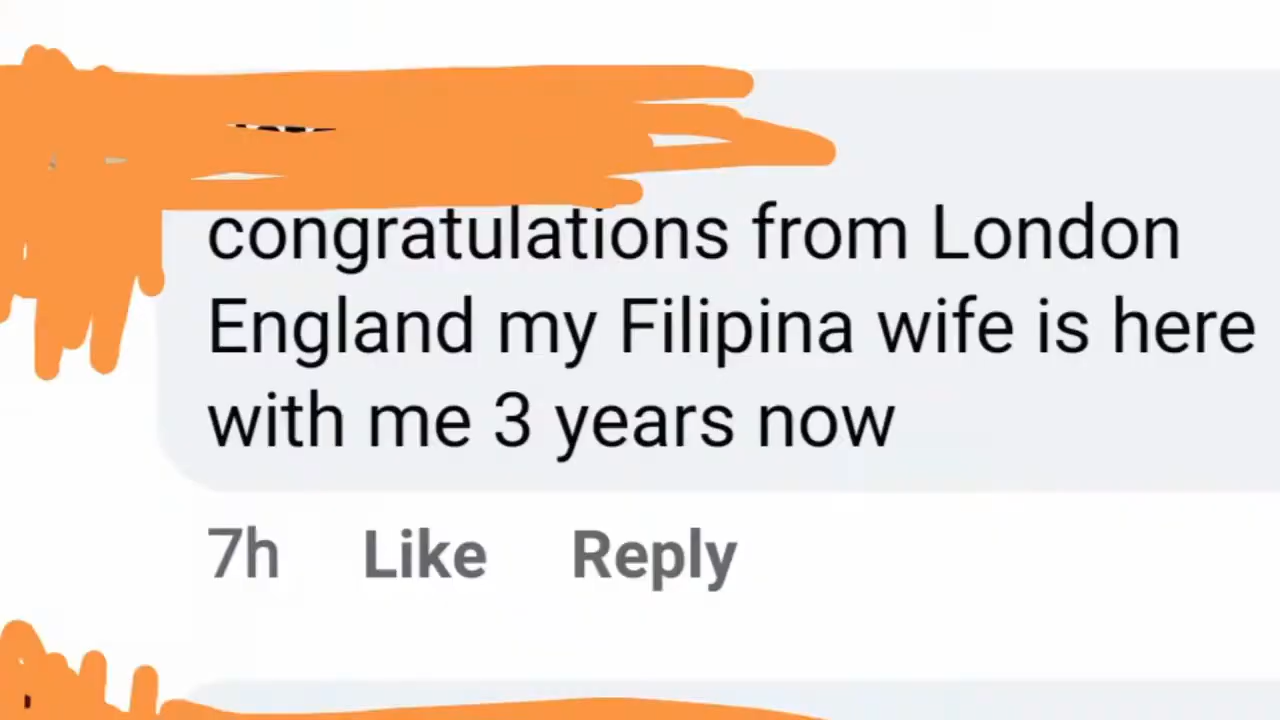 congratulations from London
England my Filipina wife is here
with me 3 years now
7h Like Reply